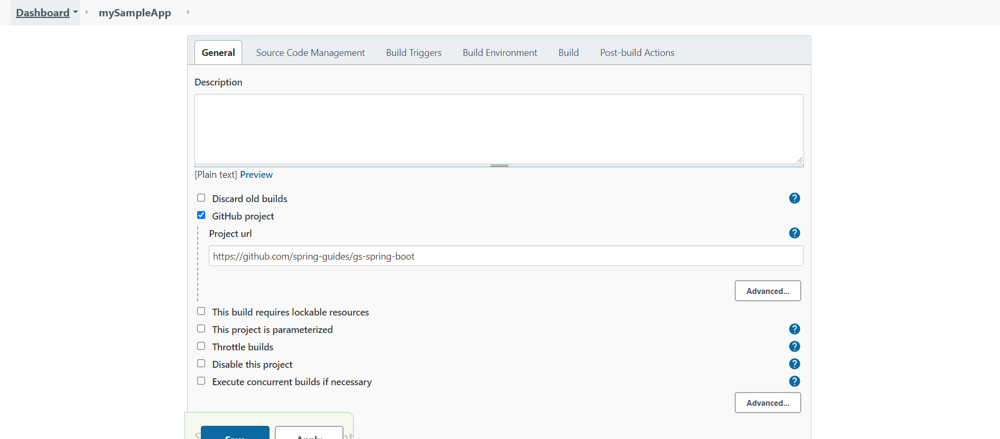 Dashboard mySampleApp
General Source Code Management Build Triggers Build Environment Build Post-build Actions
Description
[Plain text] Preview
Discard old builds
GitHub project
Project url
https://github.com/spring-guides/gs-spring-boot
Advanced...
This build requires lockable resources
This project is parameterized
Throttle builds
Disable this project
Execute concurrent builds if necessary
Advanced...
Save Apply